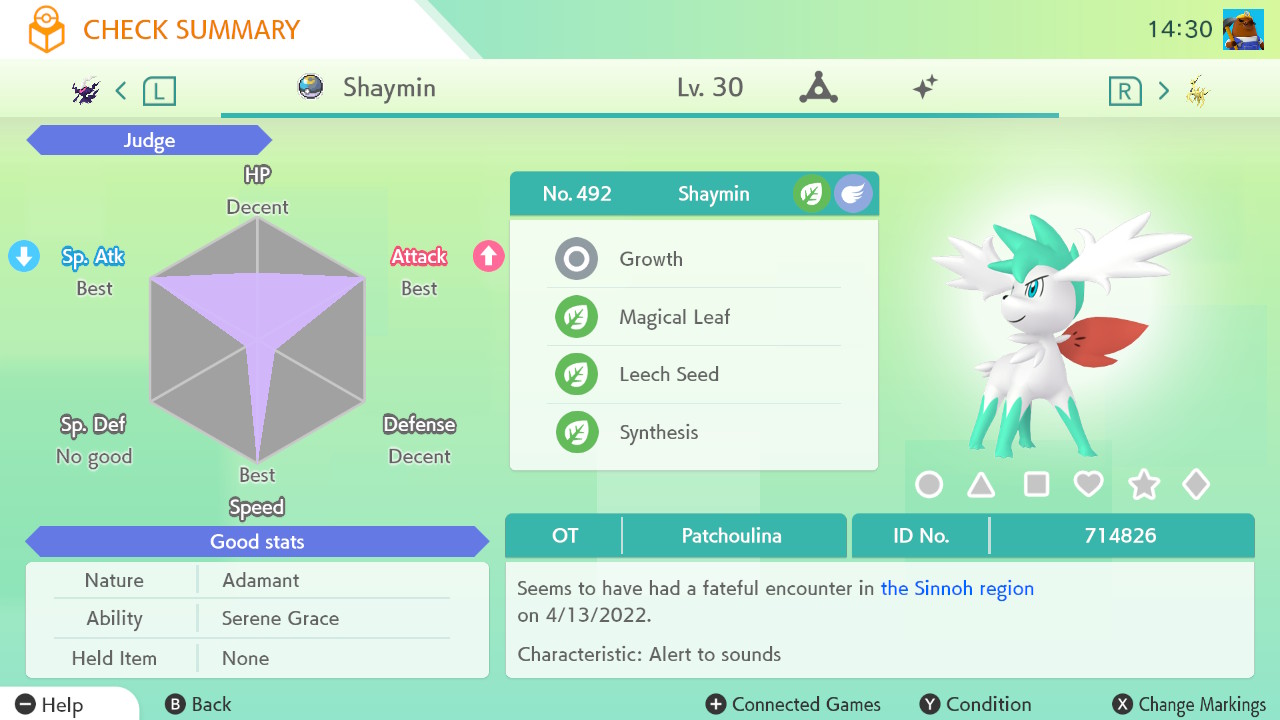 CHECK SUMMARY
14:30
L
Shaymin
Lv. 30
R
Judge
HP
Decent
Sp. Atk
Best
Attack
Best
Sp. Def
No good
Defense
Decent
Best
Speed
Good stats
Nature Adamant
Ability Serene Grace
Held Item None
No. 492 Shaymin
Growth
Magical Leaf
Leech Seed
Synthesis
OT Patchoulina ID No. 714826
Seems to have had a fateful encounter in the Sinnoh region
on 4/13/2022.
Characteristic: Alert to sounds
Help B Back Connected Games Y Condition X Change Markings